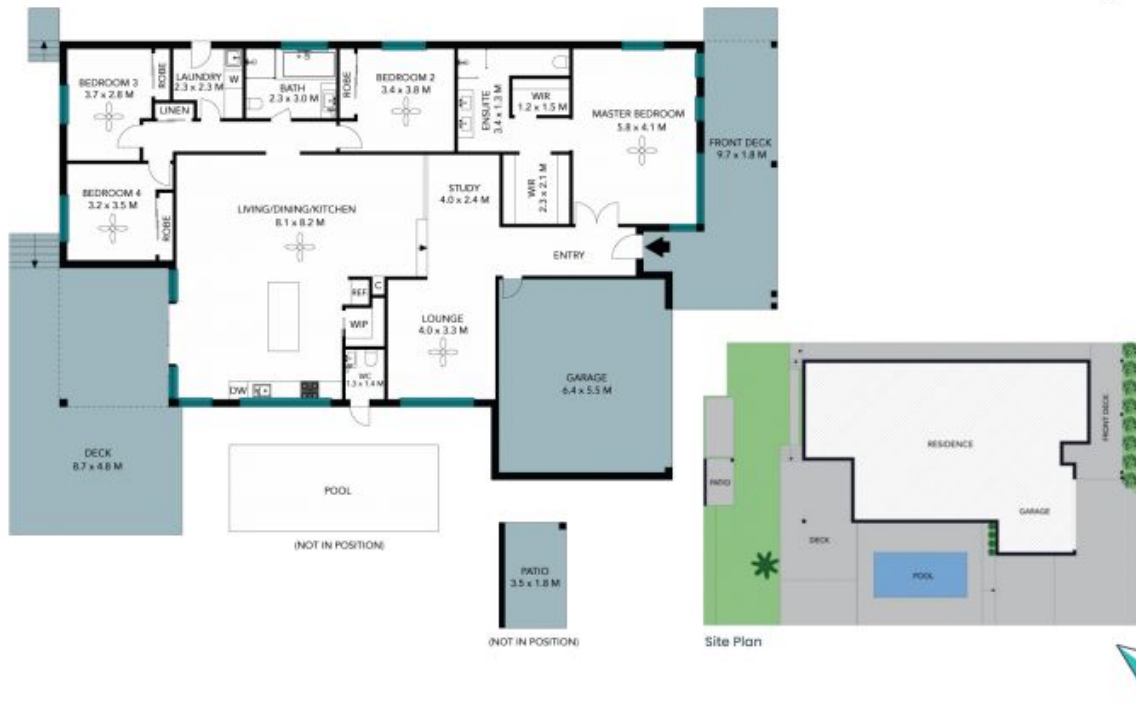 BEDROOM 3
3.7 x 2.8 M
ROBE
LAUNDRY
2.3 x 2.3 M
W
LINEN
BATH
2.3 x 3.0 M
ROBE
BEDROOM 2
3.4 x 3.8 M
ENSUITE
3.4 x 1.3 M
WIR
1.2 x 1.5 M
MASTER BEDROOM
5.8 x 4.1 M
FRONT DECK
9.7 x 1.8 M
BEDROOM 4
3.2 x 3.5 M
ROBE
LIVING/DINING/KITCHEN
8.1 x 8.2 M
STUDY
4.0 x 2.4 M
WIR
2.3 x 2.1 M
ENTRY
REF
C
WIP
LOUNGE
4.0 x 3.3 M
WC
1.3 x 1.4 M
DW
GARAGE
6.4 x 5.5 M
DECK
8.7 x 4.8 M
POOL
(NOT IN POSITION)
PATIO
3.5 x 1.8 M
(NOT IN POSITION)
RESIDENCE
FRONT DECK
PATIO
GARAGE
DECK
POOL
Site Plan